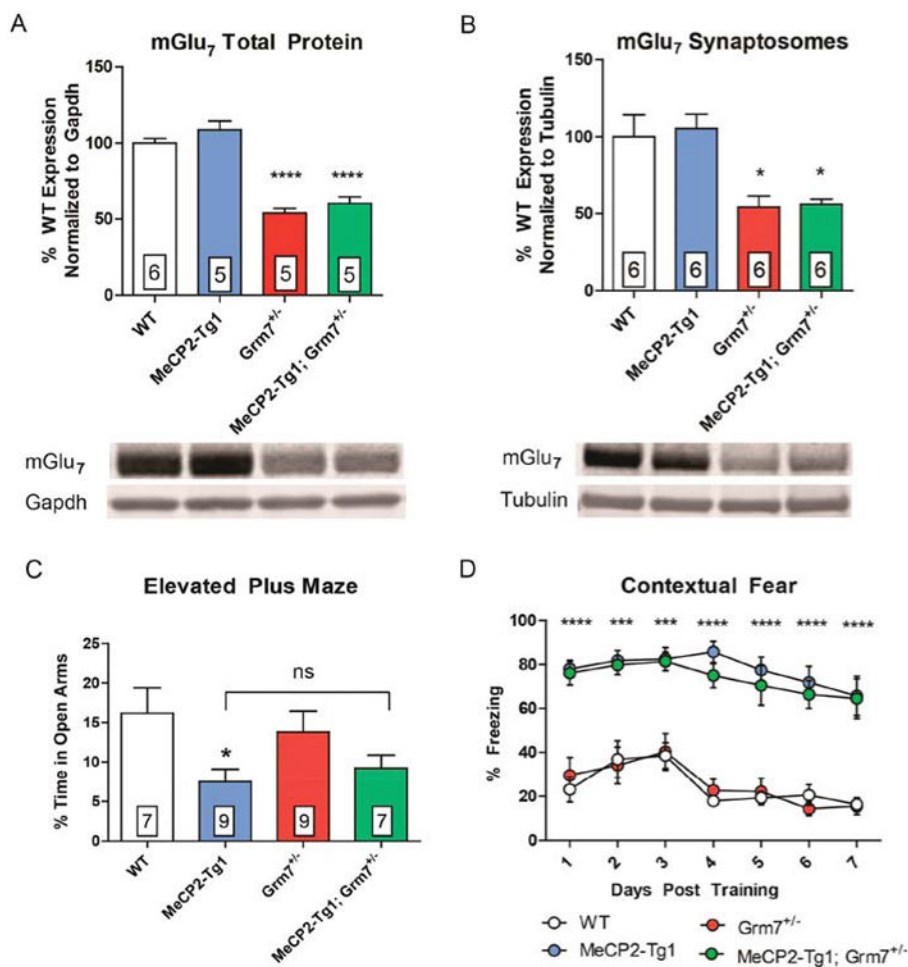 A
mGlu₇ Total Protein
% WT Expression
Normalized to Gapdh
150
100
50
0
**** ****
6 5 5 5
WT
MeCP2-Tg1
Grm7⁺/⁻
MeCP2-Tg1; Grm7⁺/⁻
mGlu₇
Gapdh
B
mGlu₇ Synaptosomes
% WT Expression
Normalized to Tubulin
150
100
50
0
* *
6 6 6 6
WT
MeCP2-Tg1
Grm7⁺/⁻
MeCP2-Tg1; Grm7⁺/⁻
mGlu₇
Tubulin
C
Elevated Plus Maze
% Time in Open Arms
25
20
15
10
5
0
ns
*
7 9 9 7
WT
MeCP2-Tg1
Grm7⁺/⁻
MeCP2-Tg1; Grm7⁺/⁻
D
Contextual Fear
% Freezing
100
80
60
40
20
0
**** *** *** **** **** **** ****
1 2 3 4 5 6 7
Days Post Training
WT
MeCP2-Tg1
Grm7⁺/⁻
MeCP2-Tg1; Grm7⁺/⁻